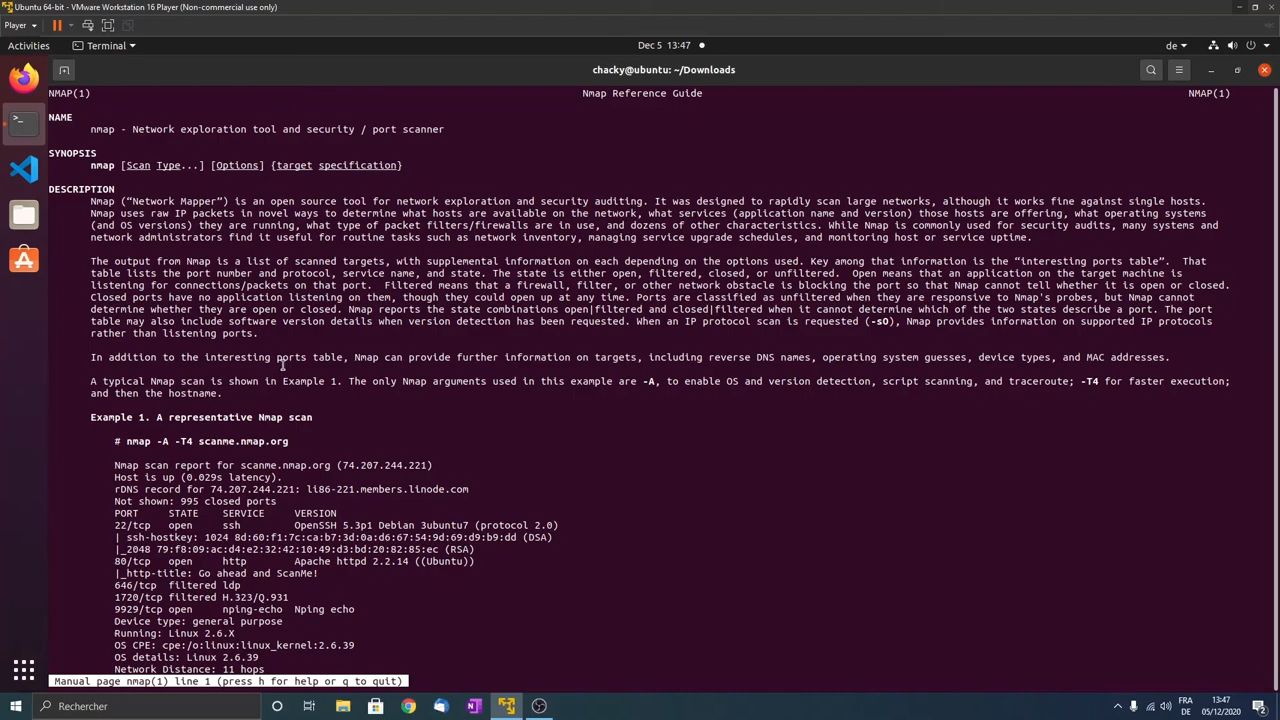 Ubuntu 64-bit - VMware Workstation 16 Player (Non-commercial use only)
Player
Activities
Terminal
Dec 5 13:47
de
chacky@ubuntu: ~/Downloads
NMAP(1) Nmap Reference Guide NMAP(1)
NAME
nmap - Network exploration tool and security / port scanner
SYNOPSIS
nmap [Scan Type...] [Options] {target specification}
DESCRIPTION
Nmap (“Network Mapper”) is an open source tool for network exploration and security auditing. It was designed to rapidly scan large networks, although it works fine against single hosts.
Nmap uses raw IP packets in novel ways to determine what hosts are available on the network, what services (application name and version) those hosts are offering, what operating systems
(and OS versions) they are running, what type of packet filters/firewalls are in use, and dozens of other characteristics. While Nmap is commonly used for security audits, many systems and
network administrators find it useful for routine tasks such as network inventory, managing service upgrade schedules, and monitoring host or service uptime.
The output from Nmap is a list of scanned targets, with supplemental information on each depending on the options used. Key among that information is the “interesting ports table”.  That
table lists the port number and protocol, service name, and state. The state is either open, filtered, closed, or unfiltered.  Open means that an application on the target machine is
listening for connections/packets on that port.  Filtered means that a firewall, filter, or other network obstacle is blocking the port so that Nmap cannot tell whether it is open or closed.
Closed ports have no application listening on them, though they could open up at any time. Ports are classified as unfiltered when they are responsive to Nmap's probes, but Nmap cannot
determine whether they are open or closed. Nmap reports the state combinations open|filtered and closed|filtered when it cannot determine which of the two states describe a port. The port
table may also include software version details when version detection has been requested. When an IP protocol scan is requested (-sO), Nmap provides information on supported IP protocols
rather than listening ports.
In addition to the interesting ports table, Nmap can provide further information on targets, including reverse DNS names, operating system guesses, device types, and MAC addresses.
A typical Nmap scan is shown in Example 1. The only Nmap arguments used in this example are -A, to enable OS and version detection, script scanning, and traceroute; -T4 for faster execution;
and then the hostname.
Example 1. A representative Nmap scan
# nmap -A -T4 scanme.nmap.org
Nmap scan report for scanme.nmap.org (74.207.244.221)
Host is up (0.029s latency).
rDNS record for 74.207.244.221: li86-221.members.linode.com
Not shown: 995 closed ports
PORT STATE SERVICE VERSION
22/tcp open ssh OpenSSH 5.3p1 Debian 3ubuntu7 (protocol 2.0)
| ssh-hostkey: 1024 8d:60:f1:7c:ca:b7:3d:0a:d6:67:54:9d:69:d9:b9:dd (DSA)
|_2048 79:f8:09:ac:d4:e2:32:42:10:49:d3:bd:20:82:85:ec (RSA)
80/tcp open http Apache httpd 2.2.14 ((Ubuntu))
|_http-title: Go ahead and ScanMe!
646/tcp filtered ldp
1720/tcp filtered H.323/Q.931
9929/tcp open nping-echo Nping echo
Device type: general purpose
Running: Linux 2.6.X
OS CPE: cpe:/o:linux:linux_kernel:2.6.39
OS details: Linux 2.6.39
Network Distance: 11 hops
Manual page nmap(1) line 1 (press h for help or q to quit)
Rechercher
FRA
DE
13:47
05/12/2020
2